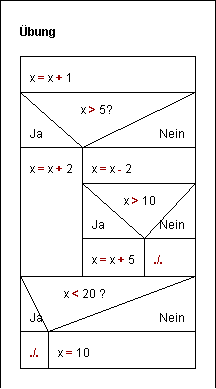 Übung
x = x + 1
x > 5?
Ja Nein
x = x + 2 x = x - 2
x > 10
Ja Nein
x = x + 5 ./.
x < 20 ?
Ja Nein
./. x = 10